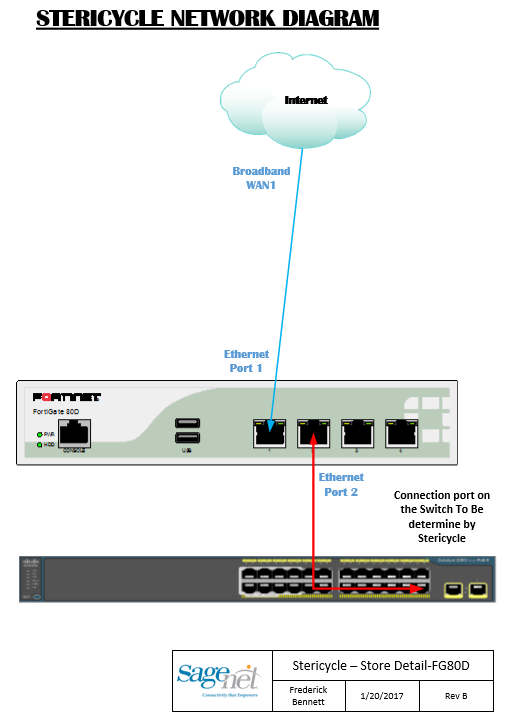 STERICYCLE NETWORK DIAGRAM
Internet
Broadband
WAN1
Ethernet
Port 1
FORTINET
FortiGate 80D
PWR
HDD
CONSOLE
USB
1
2
3
4
Ethernet
Port 2
Connection port on
the Switch To Be
determine by
Stericycle
Sagenet
Connectivity that Empowers
Stericycle – Store Detail-FG80D
Frederick
Bennett
1/20/2017
Rev B